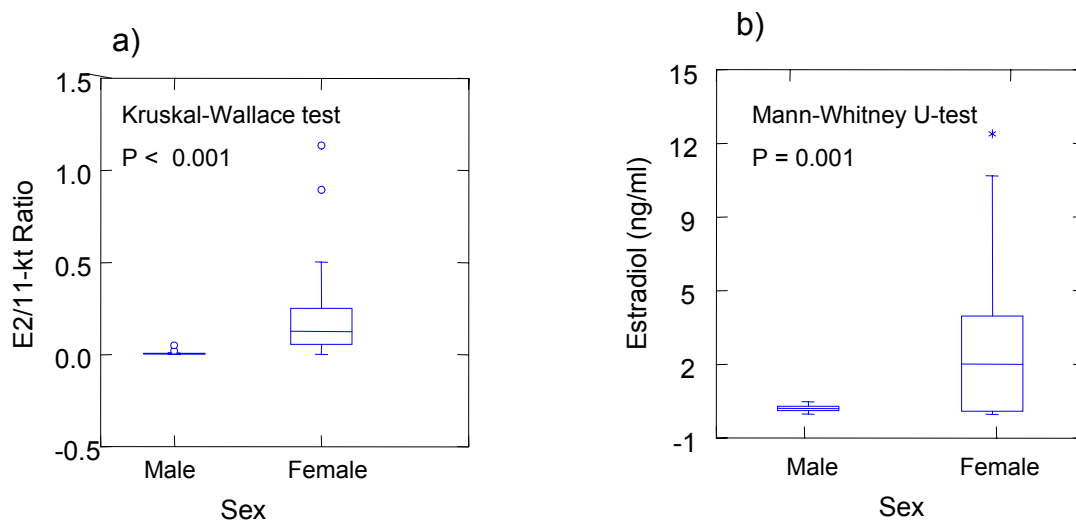 a)
1.5
1.0
0.5
0.0
-0.5
E2/11-kt Ratio
Kruskal-Wallace test
P < 0.001
Male
Female
Sex
b)
15
12
9
5
2
-1
Estradiol (ng/ml)
Mann-Whitney U-test
P = 0.001
Male
Female
Sex